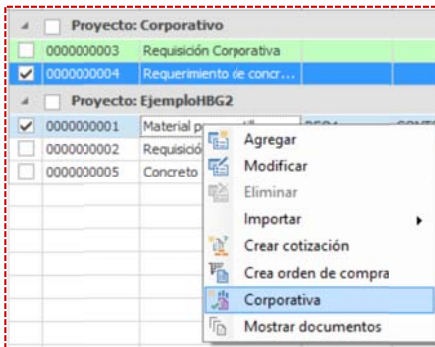 Proyecto: Corporativo
0000000003 Requisición Corporativa
0000000004 Requerimiento de concr...
Proyecto: EjemploHBG2
0000000001 Material
0000000002
0000000005 Concreto
Agregar
Modificar
Eliminar
Importar
Crear cotización
Crea orden de compra
Corporativa
Mostrar documentos